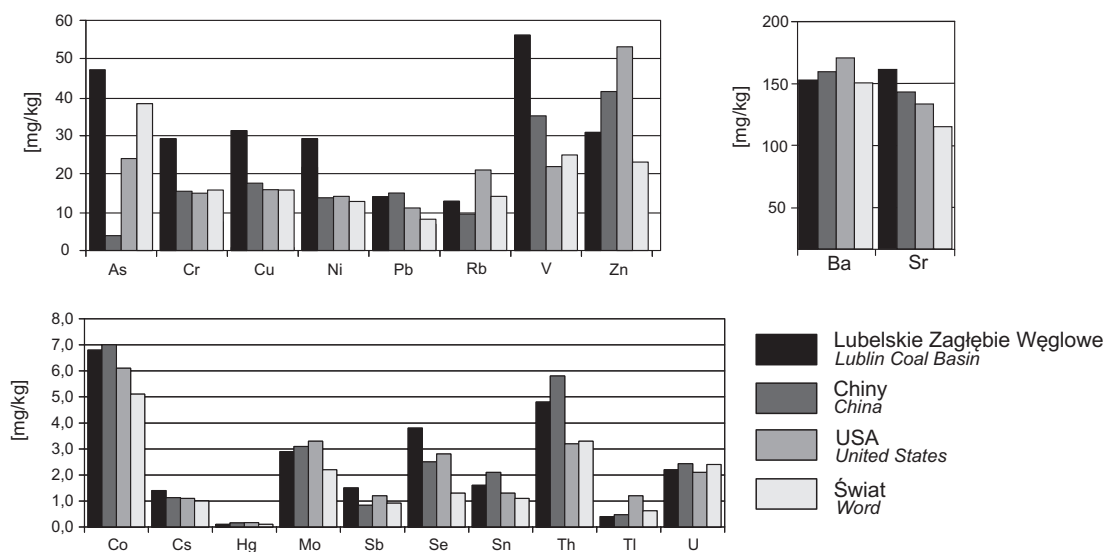 60
50
40
30
20
10
0
[mg/kg]
As Cr Cu Ni Pb Rb V Zn
200
150
100
50
[mg/kg]
Ba Sr
8,0
7,0
6,0
5,0
4,0
3,0
2,0
1,0
0,0
[mg/kg]
Co Cs Hg Mo Sb Se Sn Th Tl U
Lubelskie Zagłębie Węglowe
Lublin Coal Basin
Chiny
China
USA
United States
Świat
Word